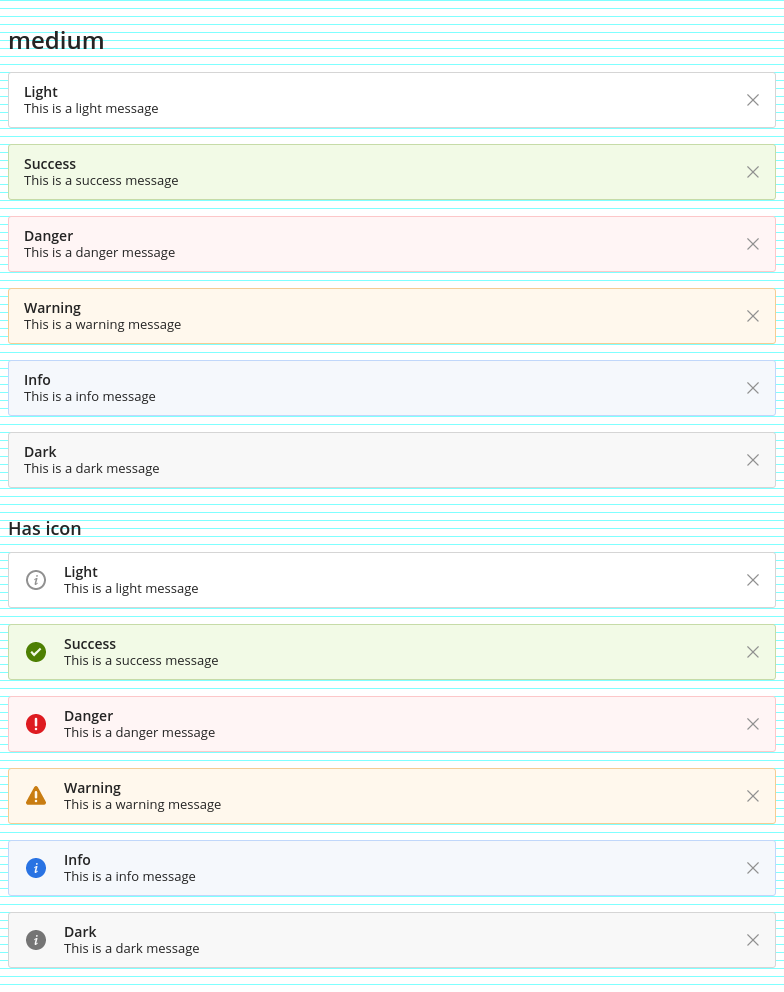 medium
Light
This is a light message
Success
This is a success message
Danger
This is a danger message
Warning
This is a warning message
Info
This is a info message
Dark
This is a dark message
Has icon
Light
This is a light message
Success
This is a success message
Danger
This is a danger message
Warning
This is a warning message
Info
This is a info message
Dark
This is a dark message